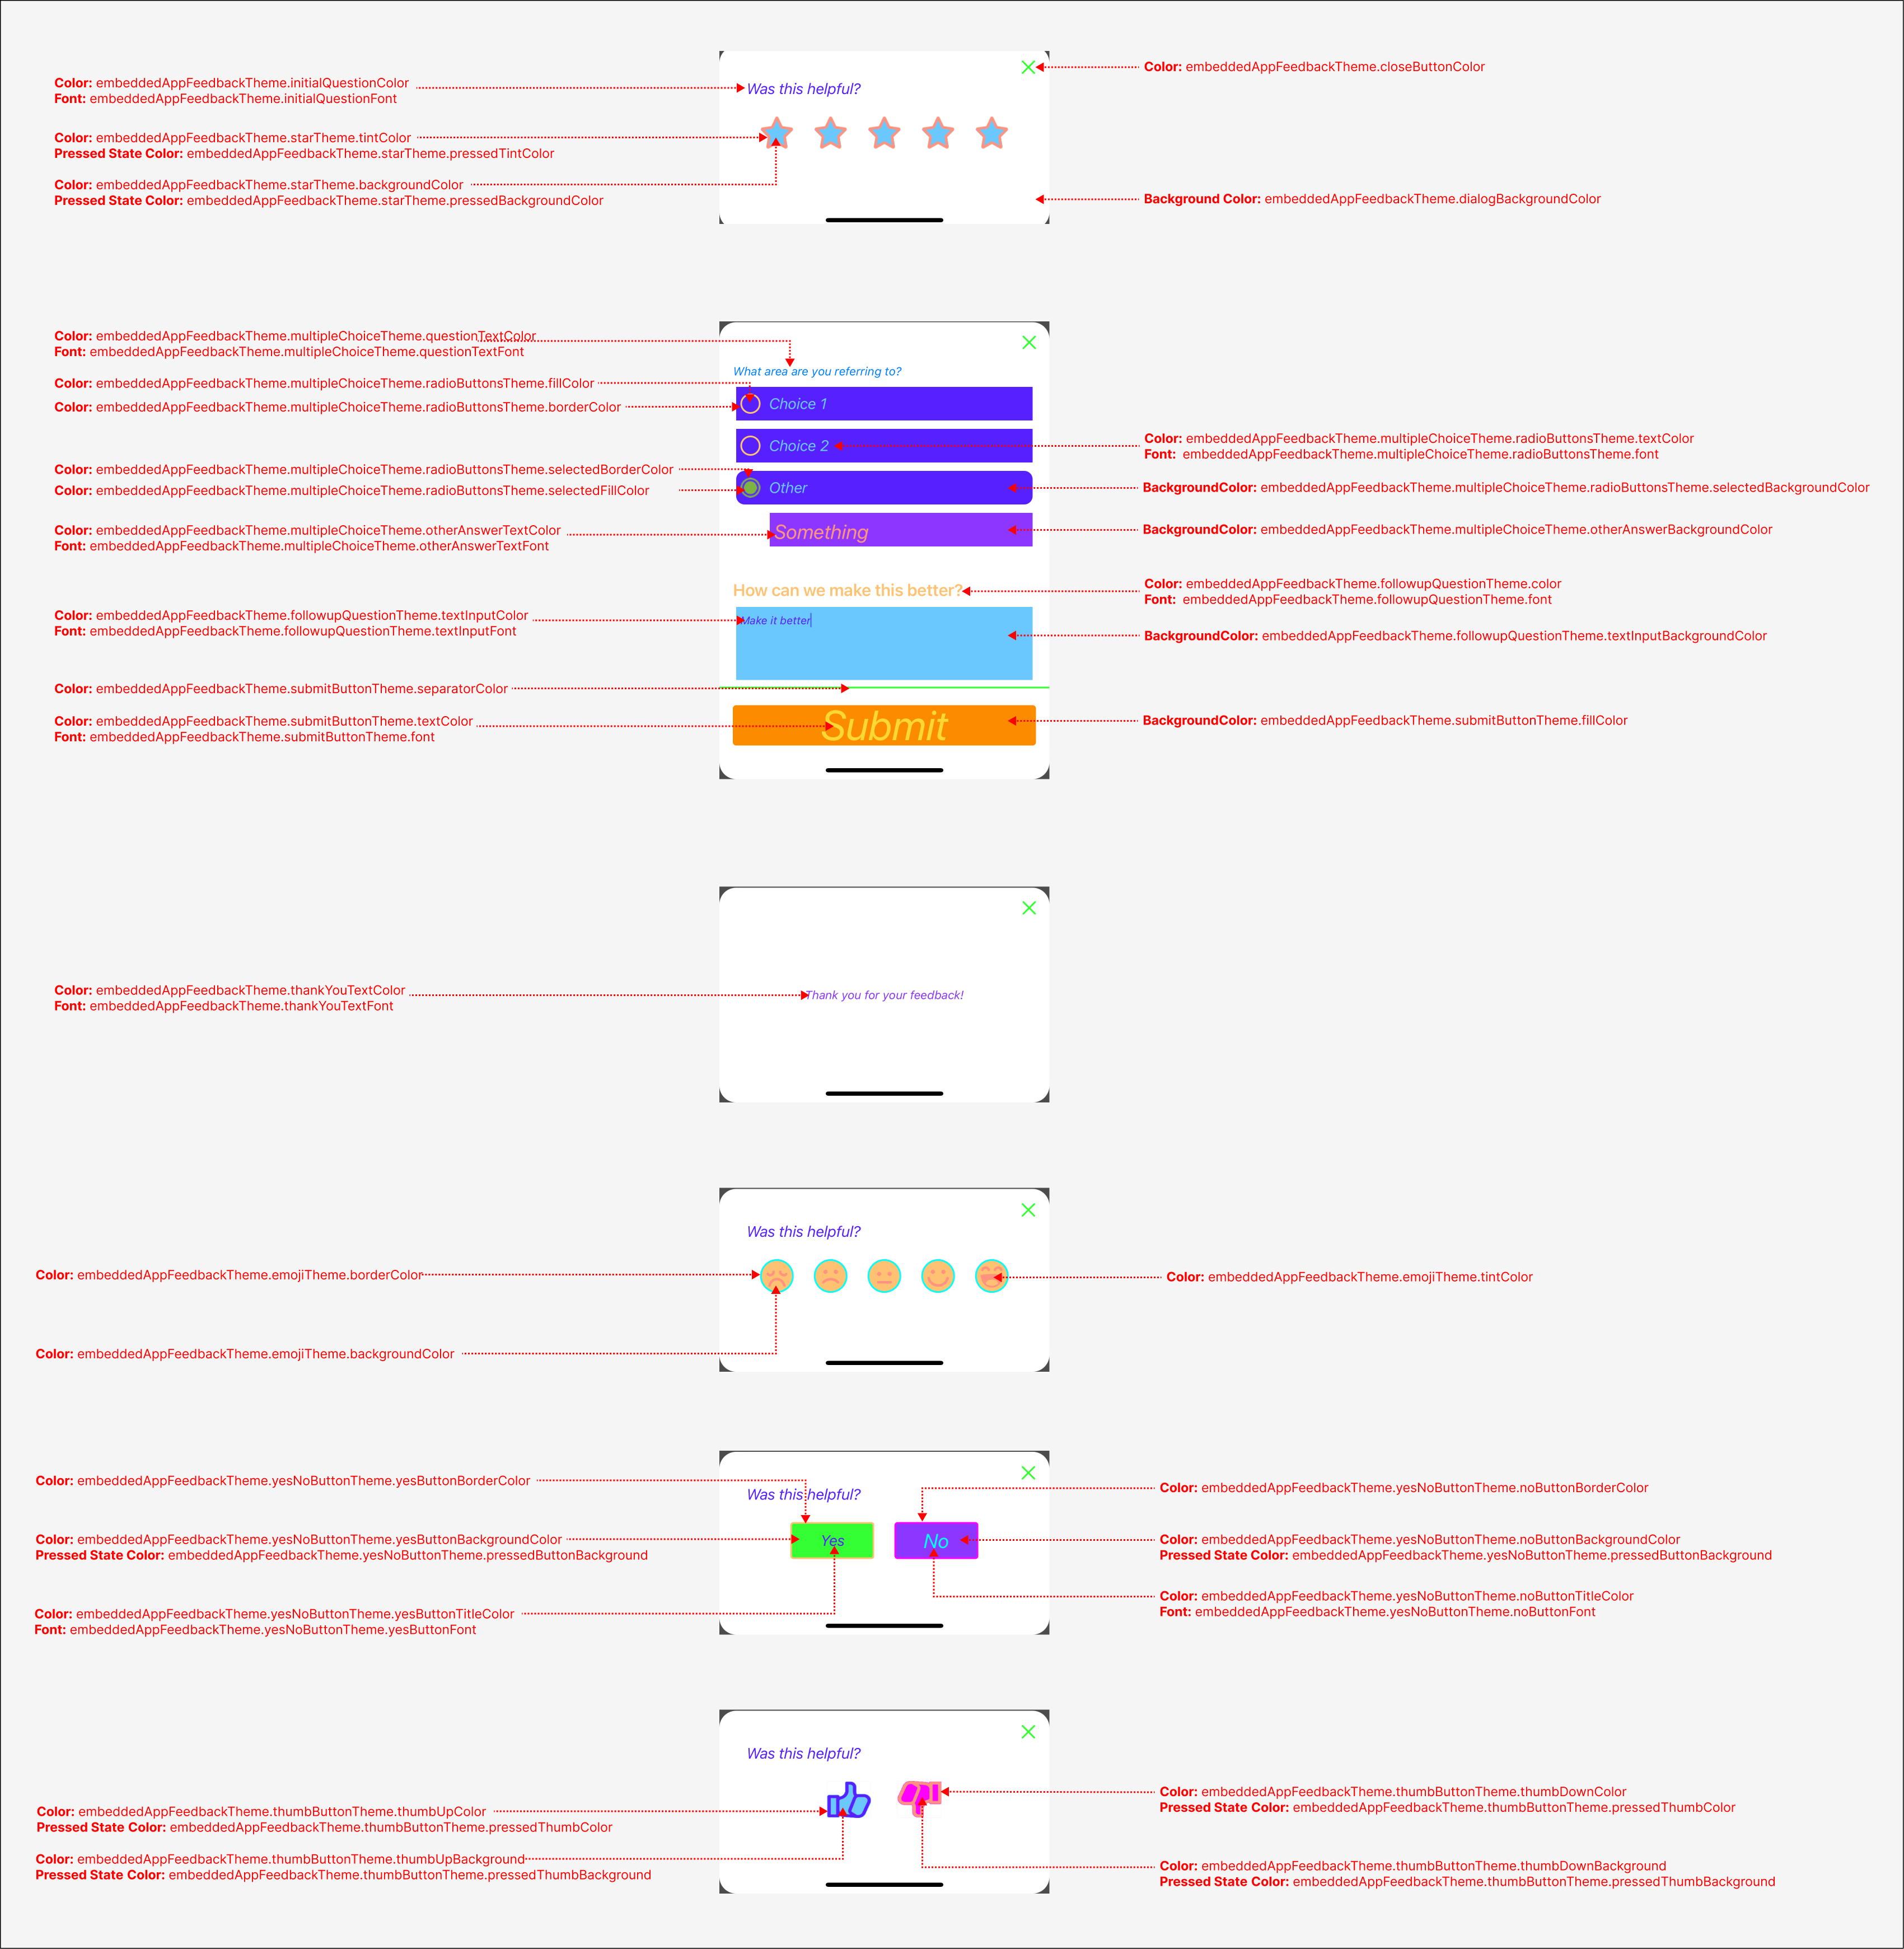 Color: embeddedAppFeedbackTheme.closeButtonColor
Color: embeddedAppFeedbackTheme.initialQuestionColor
Font: embeddedAppFeedbackTheme.initialQuestionFont
Was this helpful?
Color: embeddedAppFeedbackTheme.starTheme.tintColor
Pressed State Color: embeddedAppFeedbackTheme.starTheme.pressedTintColor
Color: embeddedAppFeedbackTheme.starTheme.backgroundColor
Pressed State Color: embeddedAppFeedbackTheme.starTheme.pressedBackgroundColor
Background Color: embeddedAppFeedbackTheme.dialogBackgroundColor
Color: embeddedAppFeedbackTheme.multipleChoiceTheme.questionTextColor
Font: embeddedAppFeedbackTheme.multipleChoiceTheme.questionTextFont
What area are you referring to?
Color: embeddedAppFeedbackTheme.multipleChoiceTheme.radioButtonsTheme.fillColor
Color: embeddedAppFeedbackTheme.multipleChoiceTheme.radioButtonsTheme.borderColor
Choice 1
Choice 2
Color: embeddedAppFeedbackTheme.multipleChoiceTheme.radioButtonsTheme.textColor
Font: embeddedAppFeedbackTheme.multipleChoiceTheme.radioButtonsTheme.font
Color: embeddedAppFeedbackTheme.multipleChoiceTheme.radioButtonsTheme.selectedBorderColor
Color: embeddedAppFeedbackTheme.multipleChoiceTheme.radioButtonsTheme.selectedFillColor
Other
BackgroundColor: embeddedAppFeedbackTheme.multipleChoiceTheme.radioButtonsTheme.selectedBackgroundColor
Color: embeddedAppFeedbackTheme.multipleChoiceTheme.otherAnswerTextColor
Font: embeddedAppFeedbackTheme.multipleChoiceTheme.otherAnswerTextFont
Something
BackgroundColor: embeddedAppFeedbackTheme.multipleChoiceTheme.otherAnswerBackgroundColor
How can we make this better?
Color: embeddedAppFeedbackTheme.followupQuestionTheme.color
Font: embeddedAppFeedbackTheme.followupQuestionTheme.font
Color: embeddedAppFeedbackTheme.followupQuestionTheme.textInputColor
Font: embeddedAppFeedbackTheme.followupQuestionTheme.textInputFont
Make it better
BackgroundColor: embeddedAppFeedbackTheme.followupQuestionTheme.textInputBackgroundColor
Color: embeddedAppFeedbackTheme.submitButtonTheme.separatorColor
Color: embeddedAppFeedbackTheme.submitButtonTheme.textColor
Font: embeddedAppFeedbackTheme.submitButtonTheme.font
Submit
BackgroundColor: embeddedAppFeedbackTheme.submitButtonTheme.fillColor
Color: embeddedAppFeedbackTheme.thankYouTextColor
Font: embeddedAppFeedbackTheme.thankYouTextFont
Thank you for your feedback!
Was this helpful?
Color: embeddedAppFeedbackTheme.emojiTheme.borderColor
Color: embeddedAppFeedbackTheme.emojiTheme.tintColor
Color: embeddedAppFeedbackTheme.emojiTheme.backgroundColor
Color: embeddedAppFeedbackTheme.yesNoButtonTheme.yesButtonBorderColor
Was this helpful?
Color: embeddedAppFeedbackTheme.yesNoButtonTheme.noButtonBorderColor
Color: embeddedAppFeedbackTheme.yesNoButtonTheme.yesButtonBackgroundColor
Pressed State Color: embeddedAppFeedbackTheme.yesNoButtonTheme.pressedButtonBackground
Yes
No
Color: embeddedAppFeedbackTheme.yesNoButtonTheme.noButtonBackgroundColor
Pressed State Color: embeddedAppFeedbackTheme.yesNoButtonTheme.pressedButtonBackground
Color: embeddedAppFeedbackTheme.yesNoButtonTheme.yesButtonTitleColor
Font: embeddedAppFeedbackTheme.yesNoButtonTheme.yesButtonFont
Color: embeddedAppFeedbackTheme.yesNoButtonTheme.noButtonTitleColor
Font: embeddedAppFeedbackTheme.yesNoButtonTheme.noButtonFont
Was this helpful?
Color: embeddedAppFeedbackTheme.thumbButtonTheme.thumbUpColor
Pressed State Color: embeddedAppFeedbackTheme.thumbButtonTheme.pressedThumbColor
Color: embeddedAppFeedbackTheme.thumbButtonTheme.thumbDownColor
Pressed State Color: embeddedAppFeedbackTheme.thumbButtonTheme.pressedThumbColor
Color: embeddedAppFeedbackTheme.thumbButtonTheme.thumbUpBackground
Pressed State Color: embeddedAppFeedbackTheme.thumbButtonTheme.pressedThumbBackground
Color: embeddedAppFeedbackTheme.thumbButtonTheme.thumbDownBackground
Pressed State Color: embeddedAppFeedbackTheme.thumbButtonTheme.pressedThumbBackground